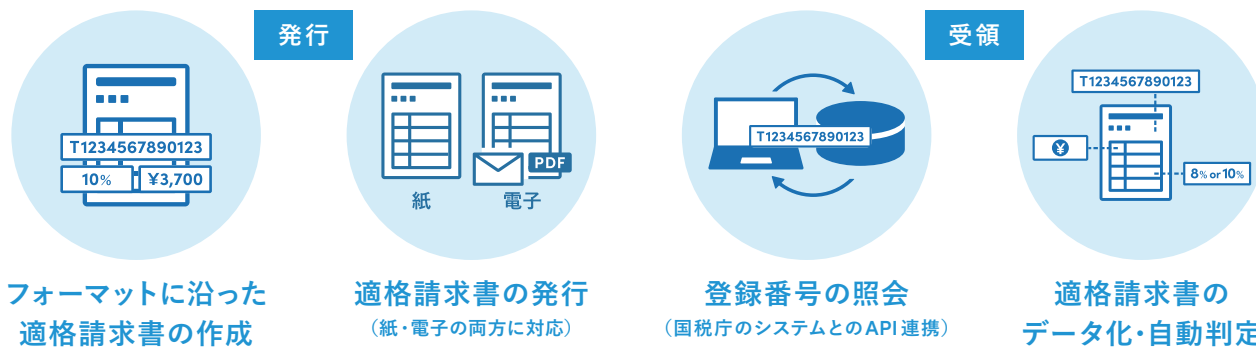 発行
T1234567890123
10%
¥3,700
フォーマットに沿った
適格請求書の作成
PDF
紙
電子
適格請求書の発行
（紙・電子の両方に対応）
受領
T1234567890123
登録番号の照会
（国税庁のシステムとのAPI連携）
T1234567890123
¥
8% or 10%
適格請求書の
データ化・自動判定